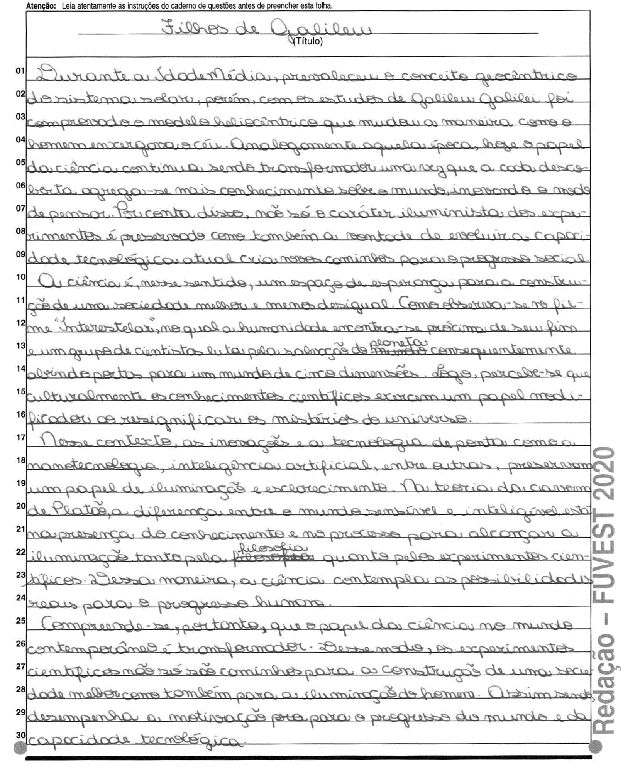 Atenção: Leia atentamente as instruções do caderno de questões antes de preencher esta folha.
Filhos de Galileu
(Título)
01 Durante a Idade Média, prevaleceu o conceito geocêntrico
02 do sistema solar, porém, com os estudos de Galileu Galilei foi
03 comprovado o modelo heliocêntrico que mudou a maneira como o
04 homem enxergava o céu. Analogamente aquela época, hoje o papel
05 da ciência continua sendo transformador uma vez que a cada desco-
06 berta agrega-se mais conhecimento sobre o mundo, inovando o modo
07 de pensar. Por conta disso, não só o caráter iluminista dos expe-
08 rimentos é preservado como também a vontade de evoluir a capaci-
09 dade tecnológica atual cria novos caminhos para o progresso social.
10 A ciência é, nesse sentido, um espaço de esperança para a constru-
11 ção de uma sociedade melhor e menos desigual. Como observa-se no fil-
12 me "Interestelar", no qual a humanidade encontra-se próxima de seu fim
planeta
13 e um grupo de cientistas luta pela salvação do mundo consequentemente
14 abrindo portas para um mundo de cinco dimensões. Logo, percebe-se que
15 culturalmente os conhecimentos científicos exercem um papel modi-
16 ficador ao resignificar os mistérios do universo.
17 Nesse contexto, as inovações e a tecnologia de ponta como a
18 nanotecnologia, inteligência artificial, entre outras, preservam
19 um papel de iluminação e esclarecimento. Na teoria da caverna
20 de Platão, a diferença entre o mundo sensível e inteligível está
21 na presença do conhecimento e no processo para alcançar a
filosofia
22 iluminação tanto pela quanto pelos experimentos cien-
23 tíficos. Dessa maneira, a ciência contempla as possibilidades
24 reais para o progresso humano.
25 Compreende-se, portanto, que o papel da ciência no mundo
26 contemporâneo é transformador. Desse modo, os experimentos
27 científicos não só são caminhos para a construção de uma socie-
28 dade melhor como também para a iluminação do homem. Assim sendo
29 desempenha a motivação pra para o progresso do mundo e da
30 capacidade tecnológica.
Redação – FUVEST 2020